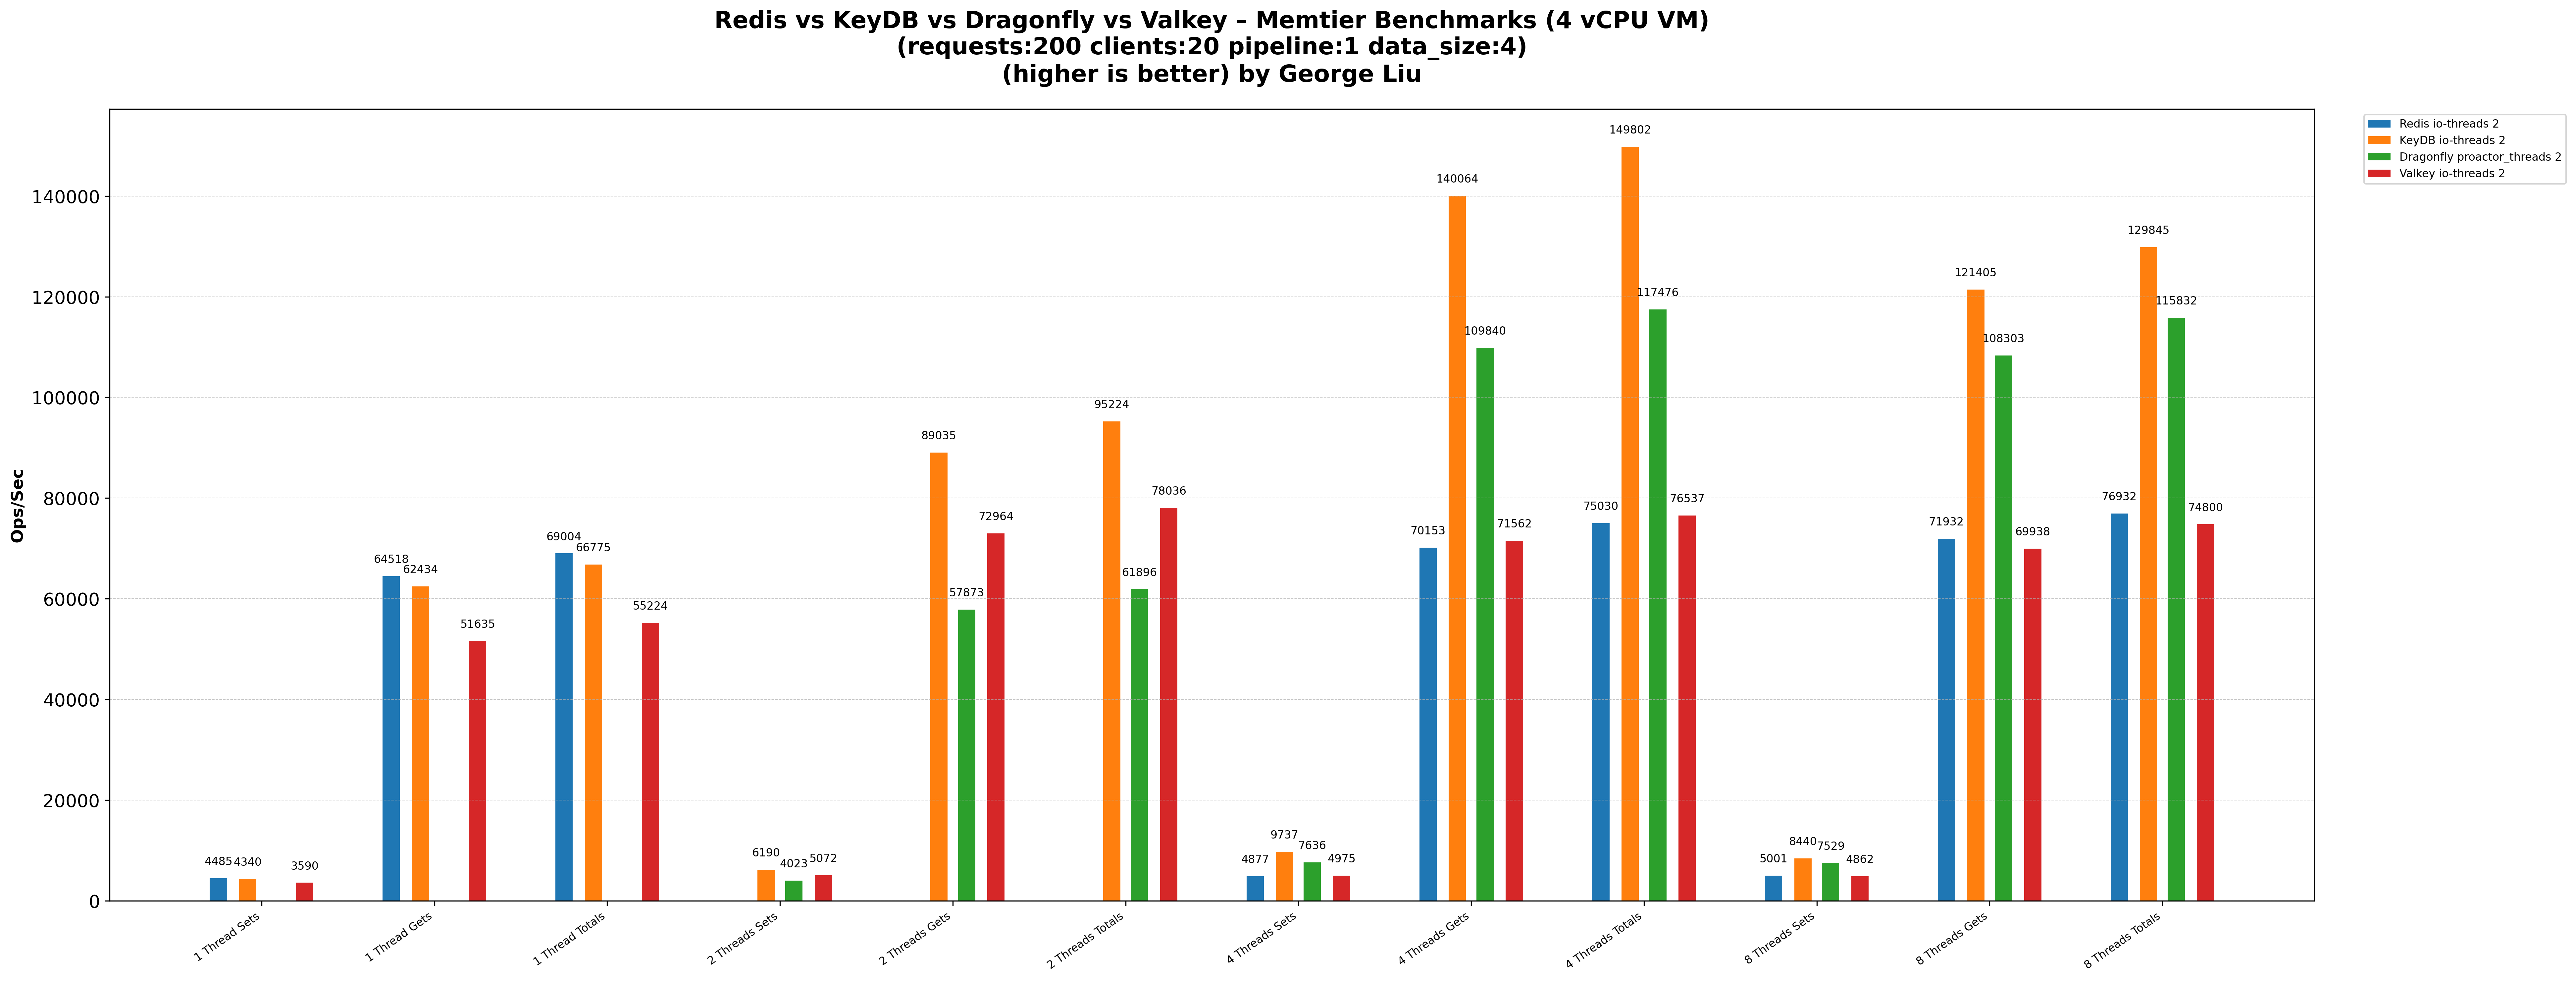 Redis vs KeyDB vs Dragonfly vs Valkey – Memtier Benchmarks (4 vCPU VM)
(requests:200 clients:20 pipeline:1 data_size:4)
(higher is better) by George Liu
Redis io-threads 2
KeyDB io-threads 2
Dragonfly proactor_threads 2
Valkey io-threads 2
Ops/Sec
140000
120000
100000
80000
60000
40000
20000
0
4485
4340
3590
64518
62434
51635
69004
66775
55224
6190
4023
5072
89035
57873
72964
95224
61896
78036
4877
9737
7636
4975
70153
140064
109840
71562
75030
149802
117476
76537
5001
8440
7529
4862
71932
121405
108303
69938
76932
129845
115832
74800
1 Thread Sets
1 Thread Gets
1 Thread Totals
2 Threads Sets
2 Threads Gets
2 Threads Totals
4 Threads Sets
4 Threads Gets
4 Threads Totals
8 Threads Sets
8 Threads Gets
8 Threads Totals